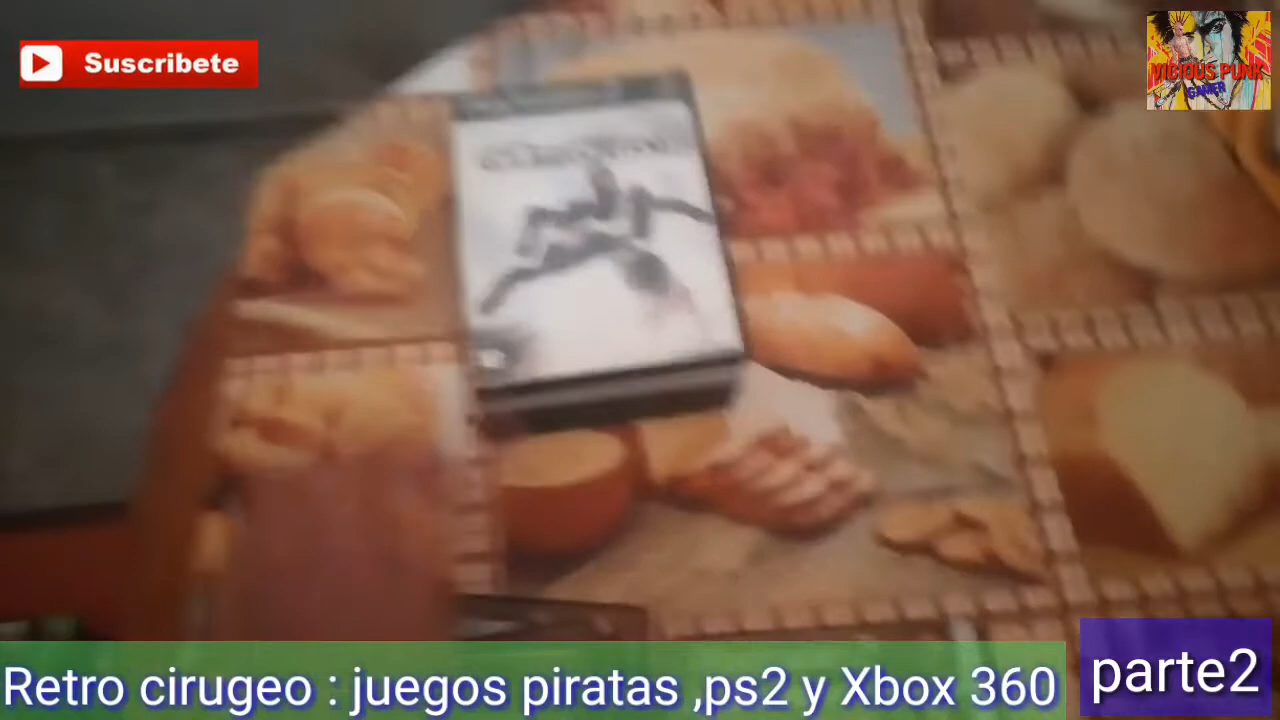 Suscribete
VICIOUS PUNK
GAMER
Retro cirugeo : juegos piratas ,ps2 y Xbox 360
parte2